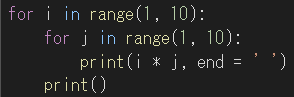 for i in range(1, 10):
    for j in range(1, 10):
        print(i * j, end = ' ')
    print()